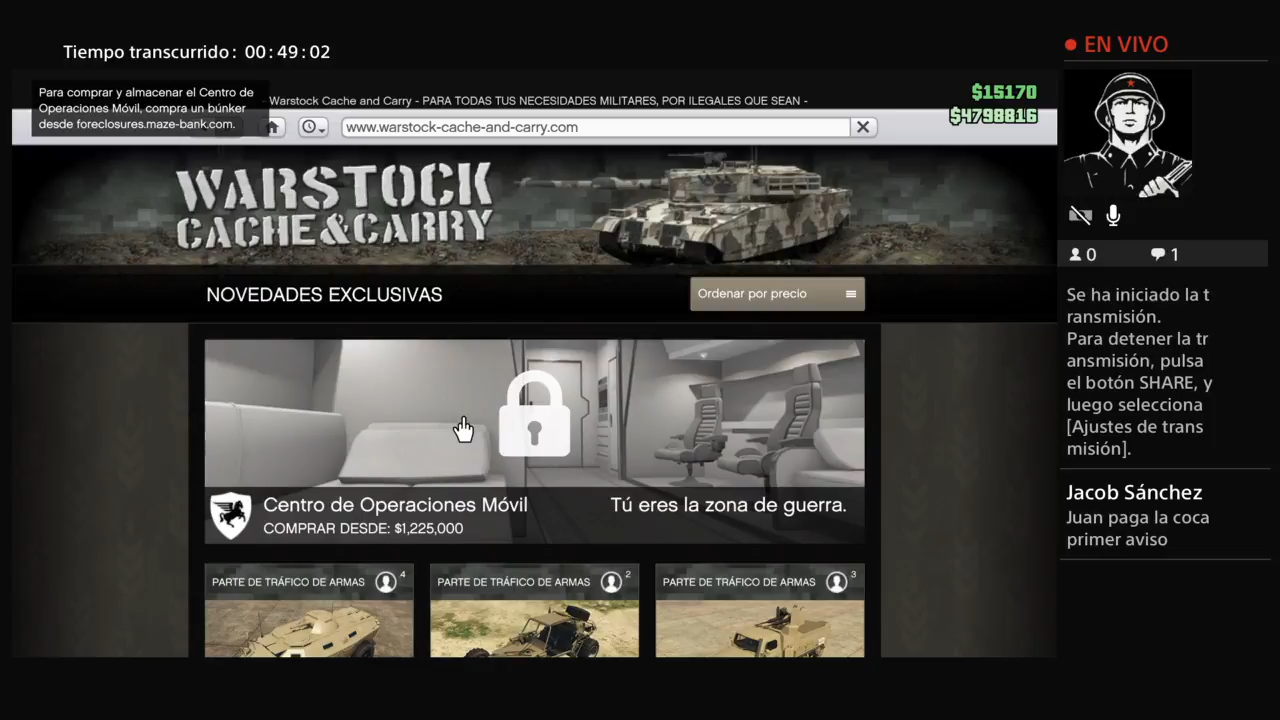 Tiempo transcurrido: 00:49:02
EN VIVO
Para comprar y almacenar el Centro de
Operaciones Móvil, compra un búnker
desde foreclosures.maze-bank.com.
- Warstock Cache and Carry - PARA TODAS TUS NECESIDADES MILITARES, POR ILEGALES QUE SEAN -
$15170
$4798816
www.warstock-cache-and-carry.com
WARSTOCK
CACHE & CARRY
NOVEDADES EXCLUSIVAS
Ordenar por precio
Centro de Operaciones Móvil
COMPRAR DESDE: $1,225,000
Tú eres la zona de guerra.
PARTE DE TRÁFICO DE ARMAS 4
PARTE DE TRÁFICO DE ARMAS 2
PARTE DE TRÁFICO DE ARMAS 3
0 1
Se ha iniciado la t
ransmisión.
Para detener la tr
ansmisión, pulsa
el botón SHARE, y
luego selecciona
[Ajustes de trans
misión].
Jacob Sánchez
Juan paga la coca
primer aviso